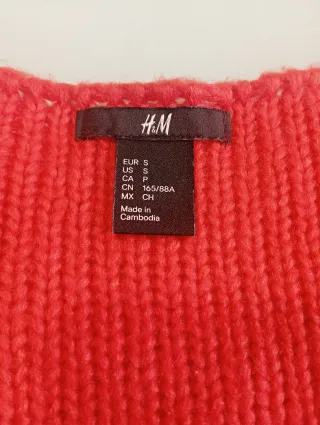 H&M
EUR S
US S
CA P
CN 165/88A
MX CH
Made in
Cambodia